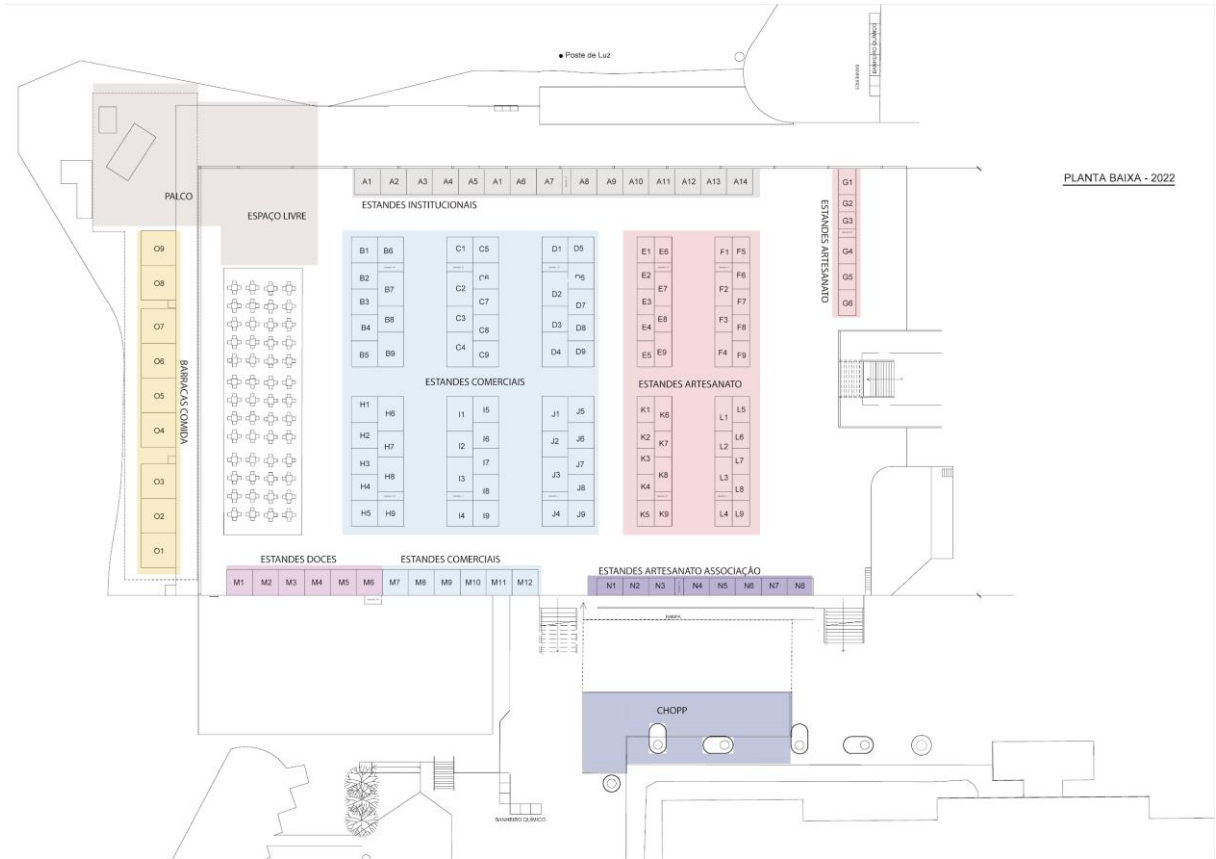 Poste de Luz
PLANTA BAIXA - 2022
PALCO
ESPAÇO LIVRE
A1 A2 A3 A4 A5 A1 A6 A7 A8 A9 A10 A11 A12 A13 A14
ESTANDES INSTITUCIONAIS
G1
G2
G3
G4
G5
G6
ESTANDES ARTESANATO
O9
O8
O7
O6
O5
O4
O3
O2
O1
BARRACAS COMIDA
B1 B6
B2
B7
B3
B8
B4
B5 B9
C1 C5
C6
C2
C7
C3
C8
C4
C9
D1 D5
D6
D2
D7
D3 D8
D4 D9
ESTANDES COMERCIAIS
E1 E6
E2
E7
E3
E8
E4
E5 E9
F1 F5
F6
F2
F7
F3
F8
F4 F9
ESTANDES ARTESANATO
H1
H6
H2
H7
H3
H8
H4
H5 H9
I5
I1
I6
I2
I7
I3
I8
I4 I9
J1 J5
J2 J6
J7
J3
J8
J4 J9
K1
K6
K2
K7
K3
K8
K4
K5 K9
L5
L1
L6
L2
L7
L3
L8
L4 L9
ESTANDES DOCES
M1 M2 M3 M4 M5 M6
ESTANDES COMERCIAIS
M7 M8 M9 M10 M11 M12
ESTANDES ARTESANATO ASSOCIAÇÃO
N1 N2 N3 N4 N5 N6 N7 N8
RAMPA
CHOPP
BANHEIRO QUÍMICO